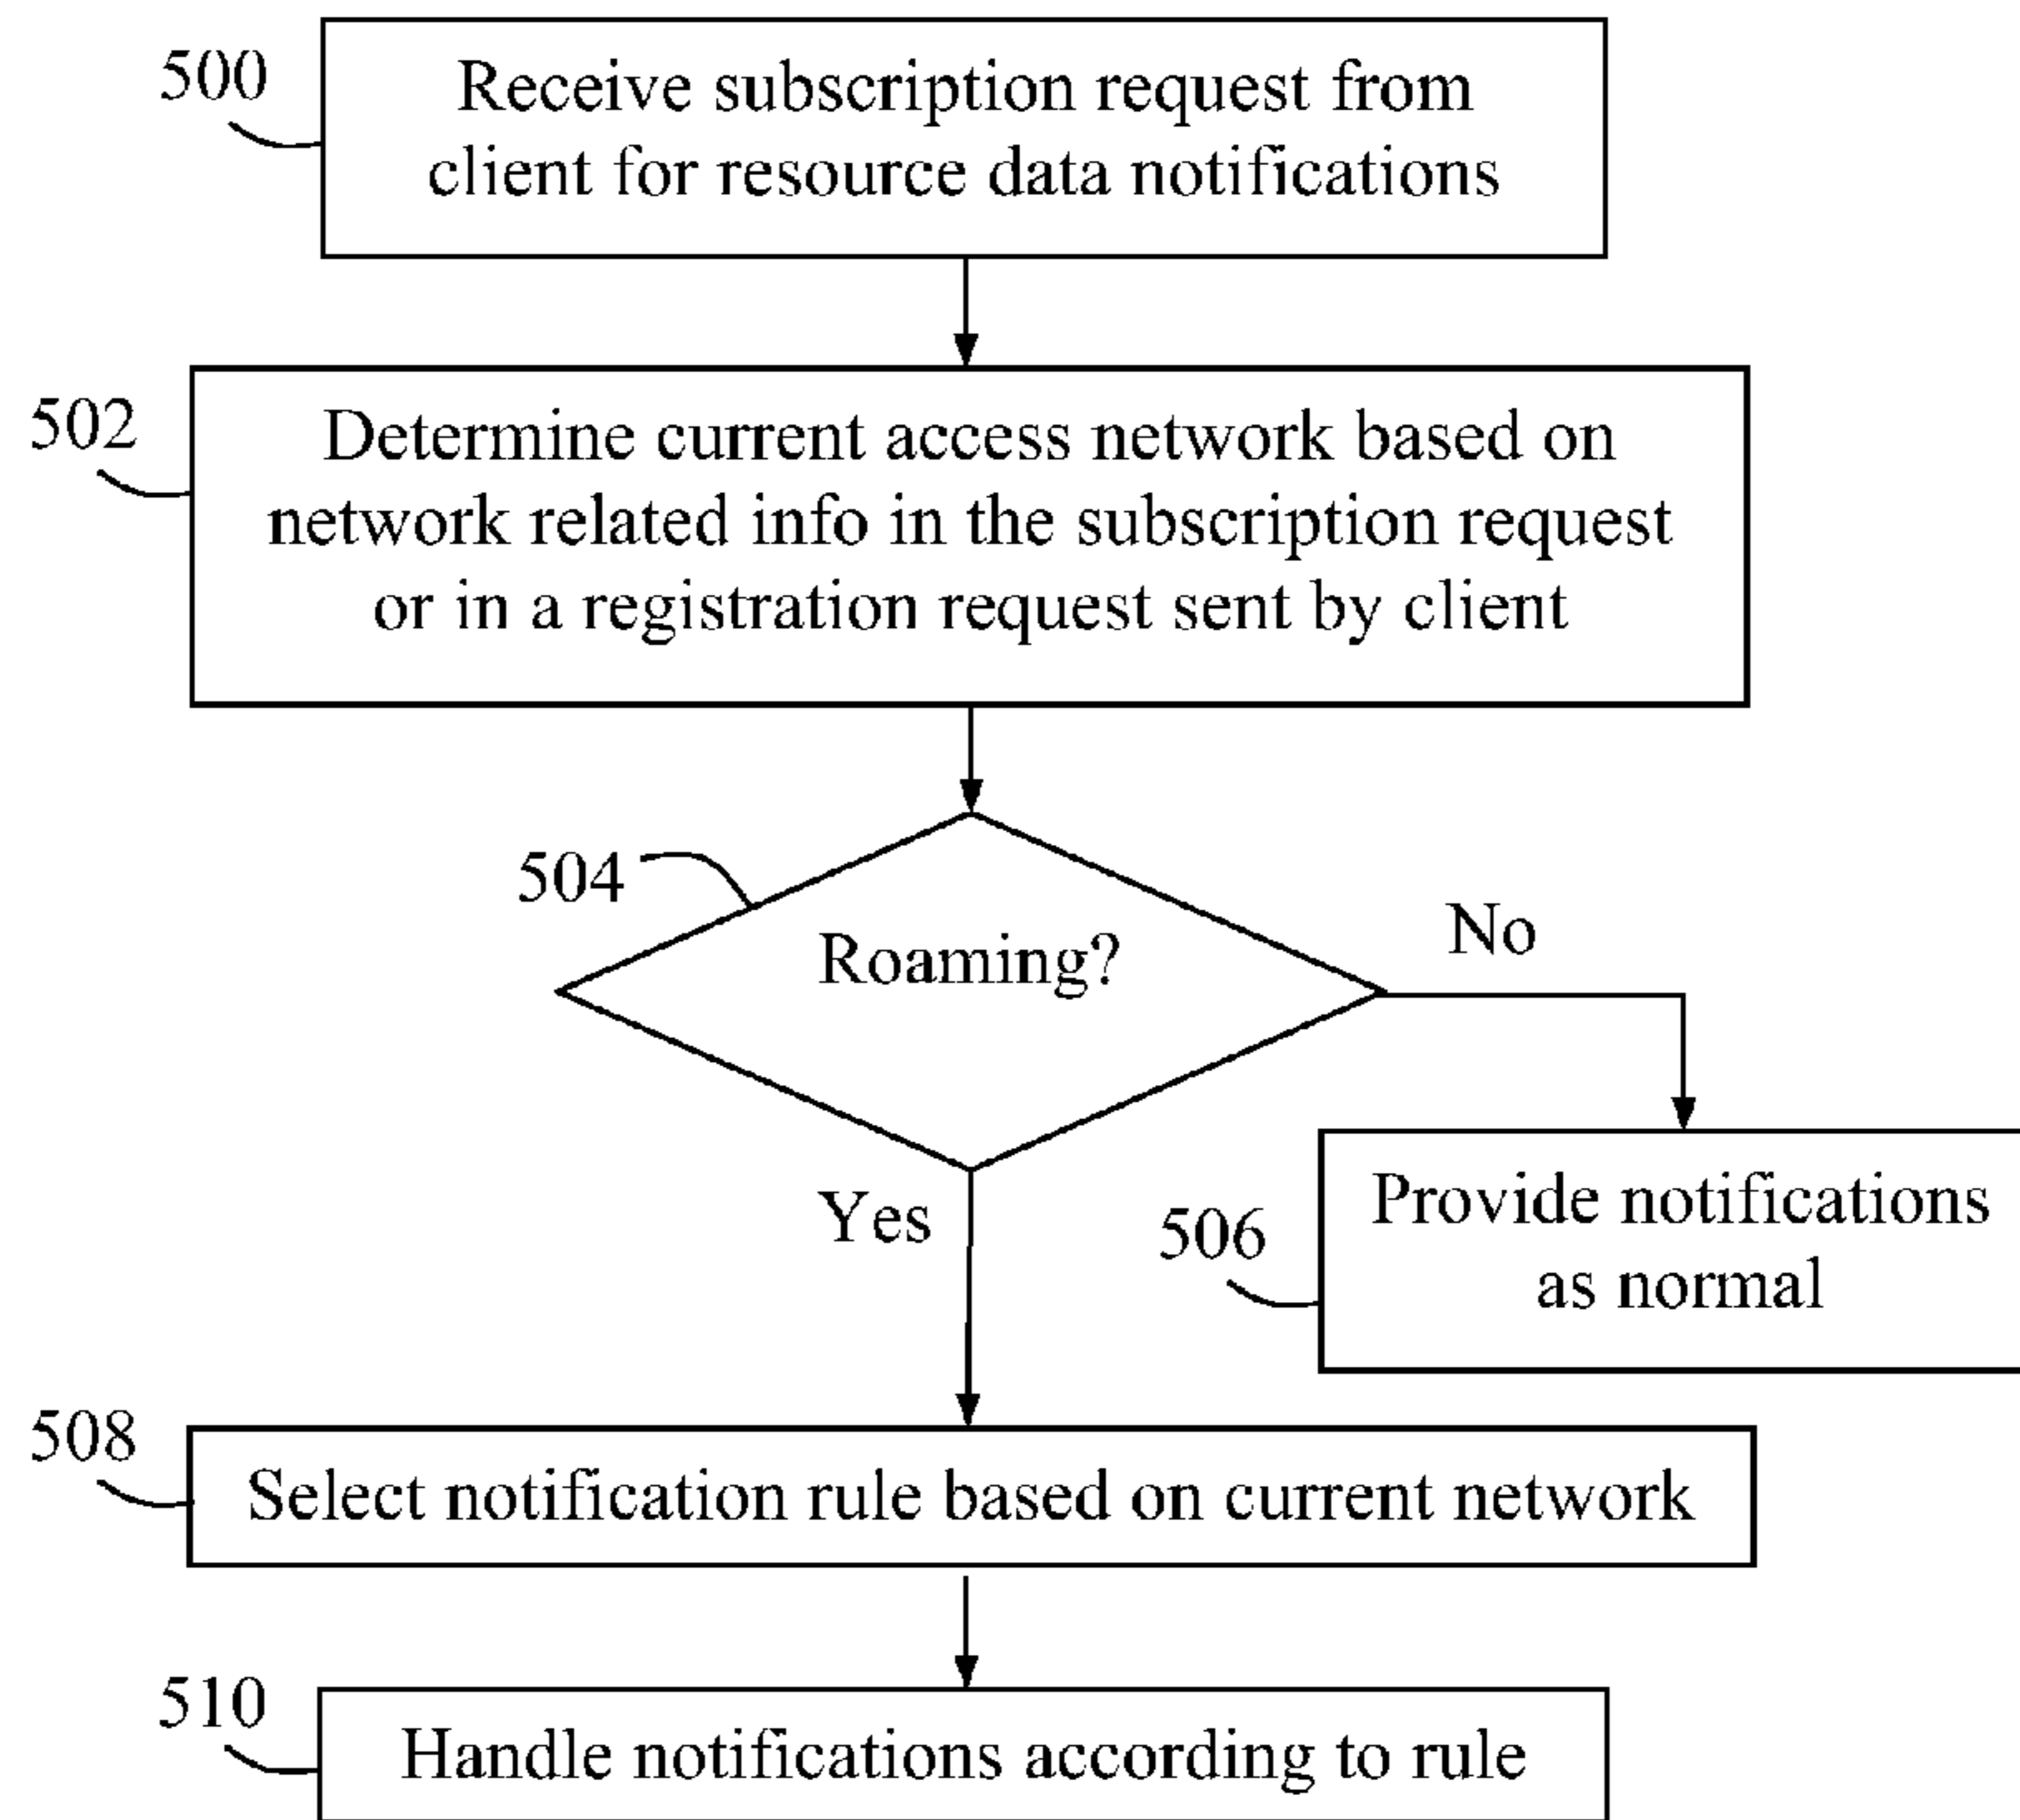 500
Receive subscription request from
client for resource data notifications
502
Determine current access network based on
network related info in the subscription request
or in a registration request sent by client
504
Roaming?
No
Yes
506
Provide notifications
as normal
508
Select notification rule based on current network
510
Handle notifications according to rule